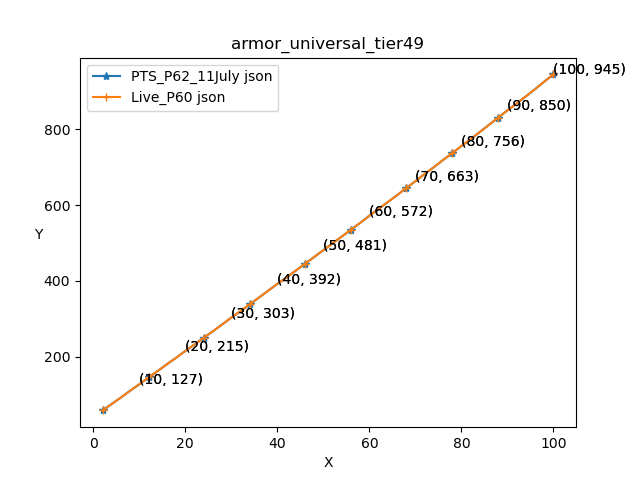 armor_universal_tier49
PTS_P62_11July json
Live_P60 json
(100, 945)
(90, 850)
(80, 756)
(70, 663)
(60, 572)
(50, 481)
(40, 392)
(30, 303)
(20, 215)
(10, 127)
800
600
400
200
Y
0 20 40 60 80 100
X